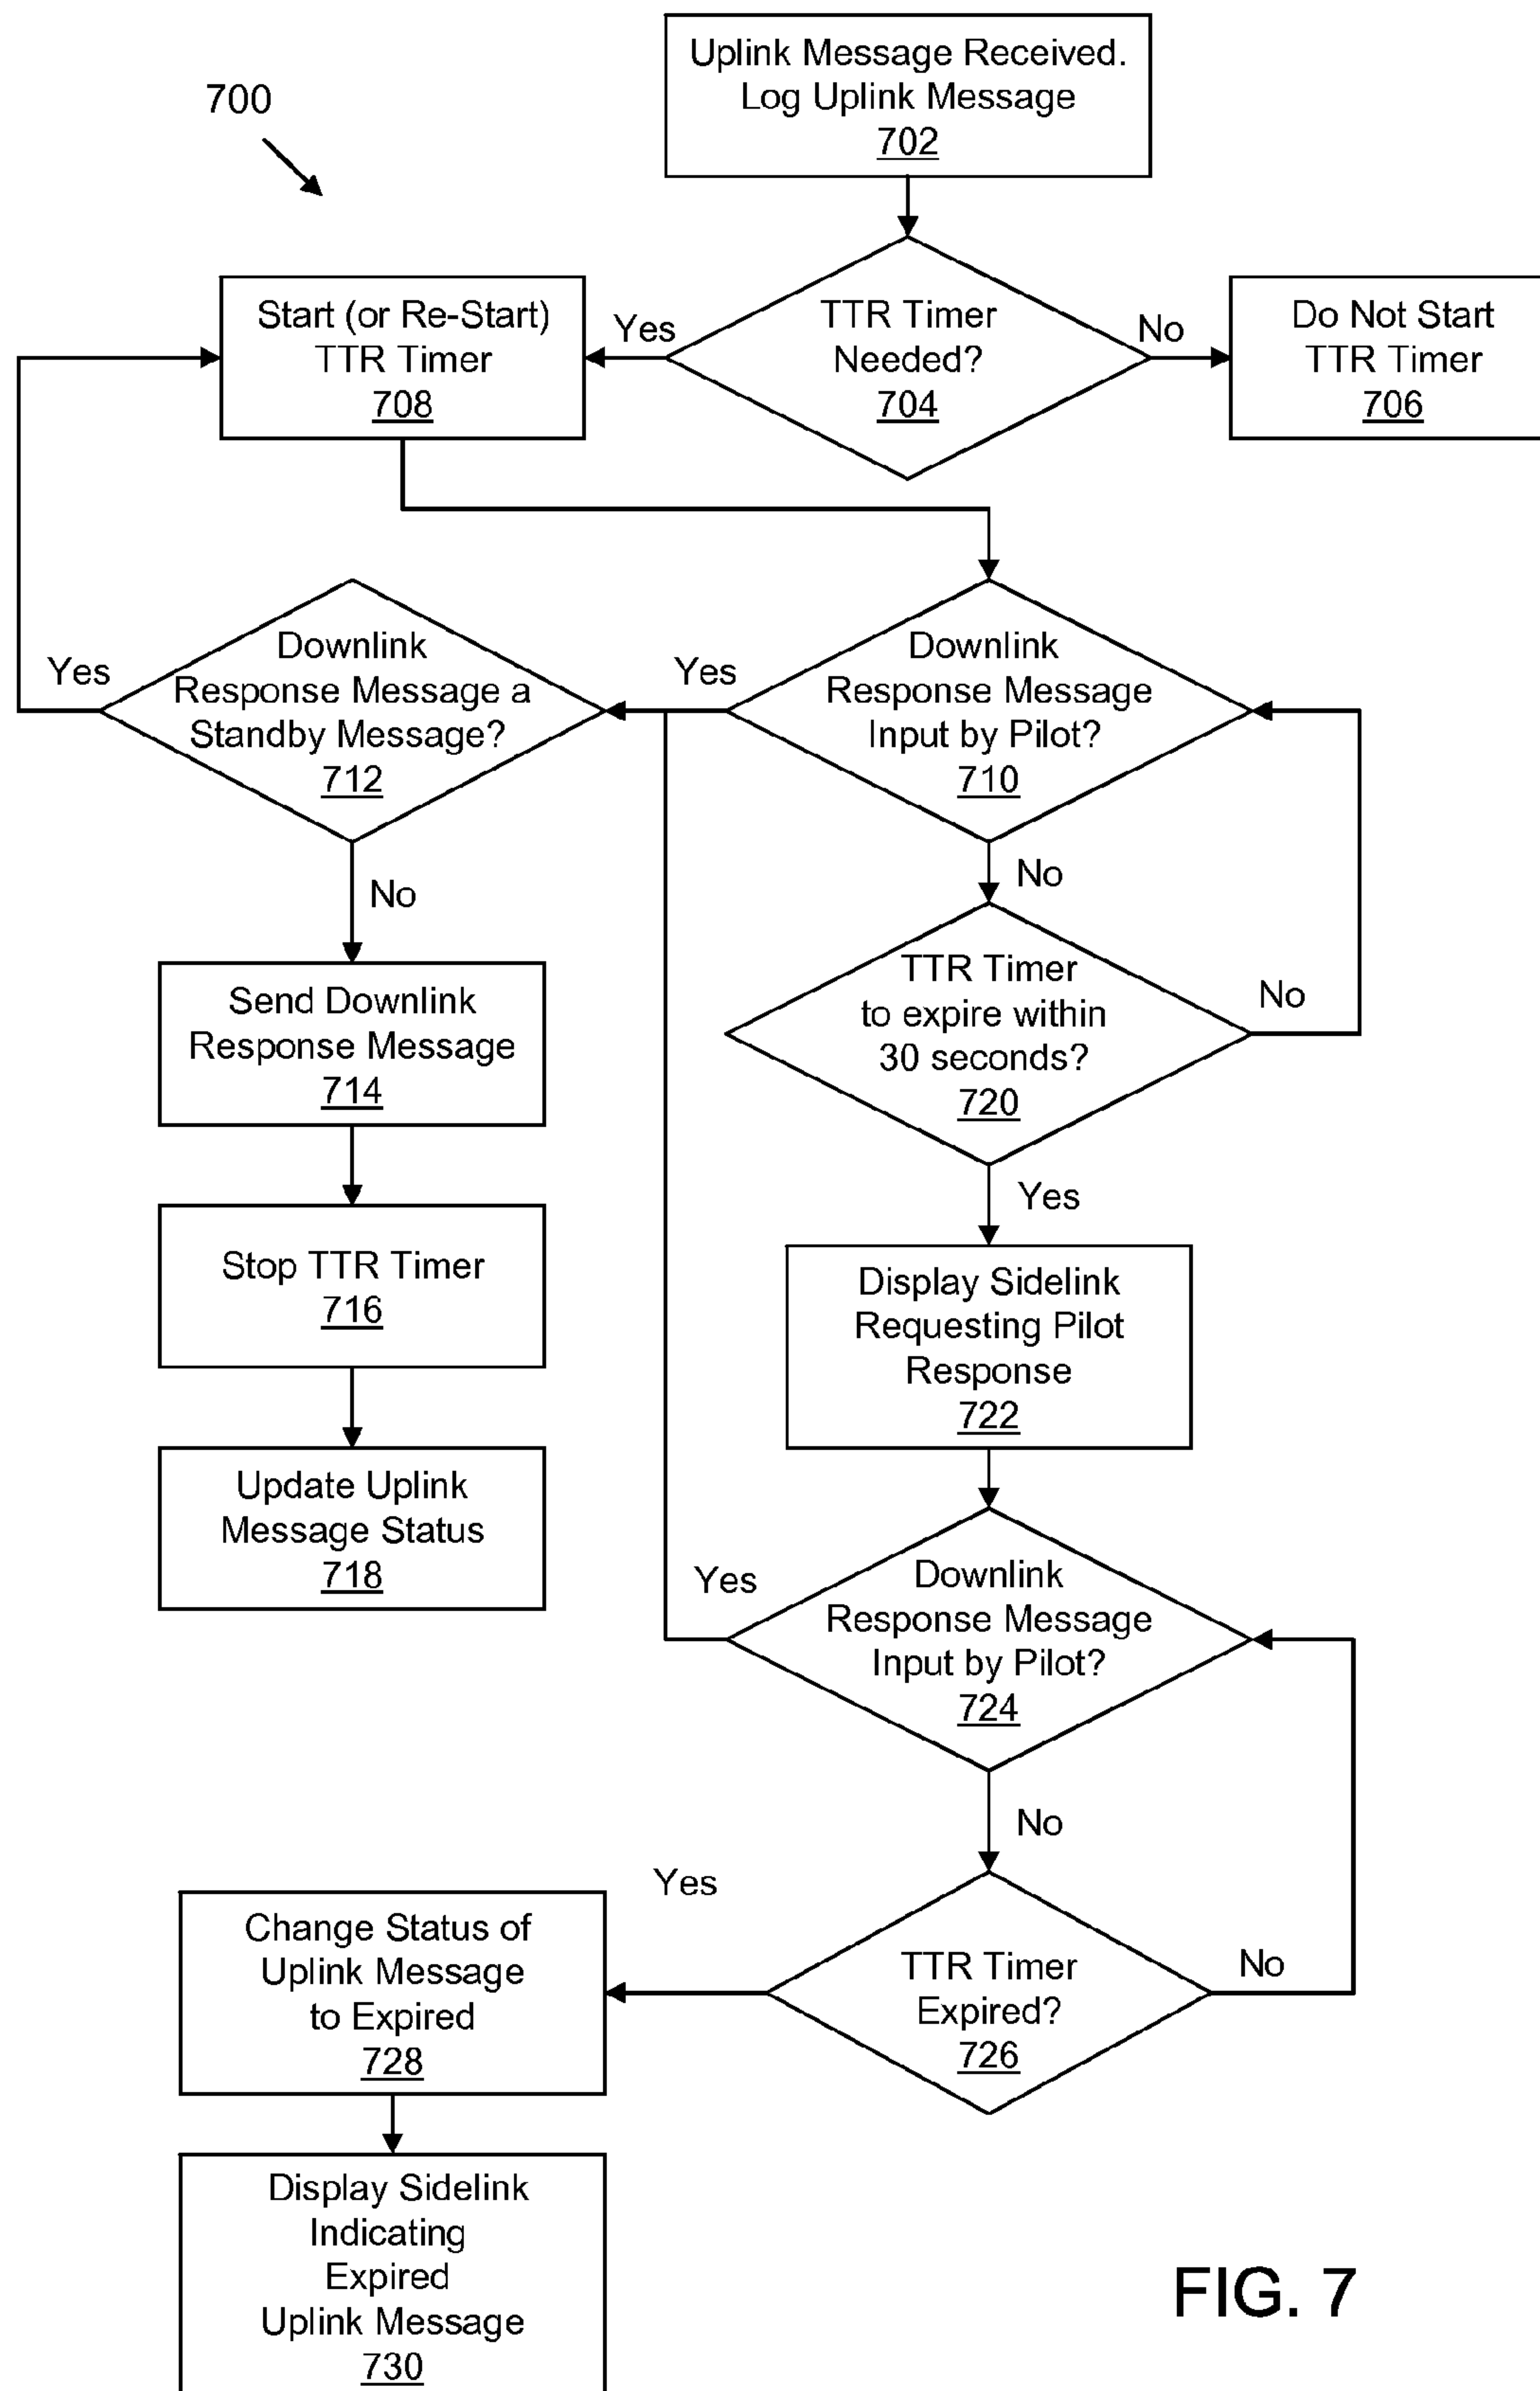 Uplink Message Received.
Log Uplink Message
702
700
Start (or Re-Start)
TTR Timer
708
Yes
TTR Timer
Needed?
704
No
Do Not Start
TTR Timer
706
Yes
Downlink
Response Message a
Standby Message?
712
Yes
Downlink
Response Message
Input by Pilot?
710
No
No
Send Downlink
Response Message
714
TTR Timer
to expire within
30 seconds?
720
No
Yes
Stop TTR Timer
716
Display Sidelink
Requesting Pilot
Response
722
Update Uplink
Message Status
718
Yes
Downlink
Response Message
Input by Pilot?
724
No
Yes
Change Status of
Uplink Message
to Expired
728
TTR Timer
Expired?
726
No
Display Sidelink
Indicating
Expired
Uplink Message
730
FIG. 7